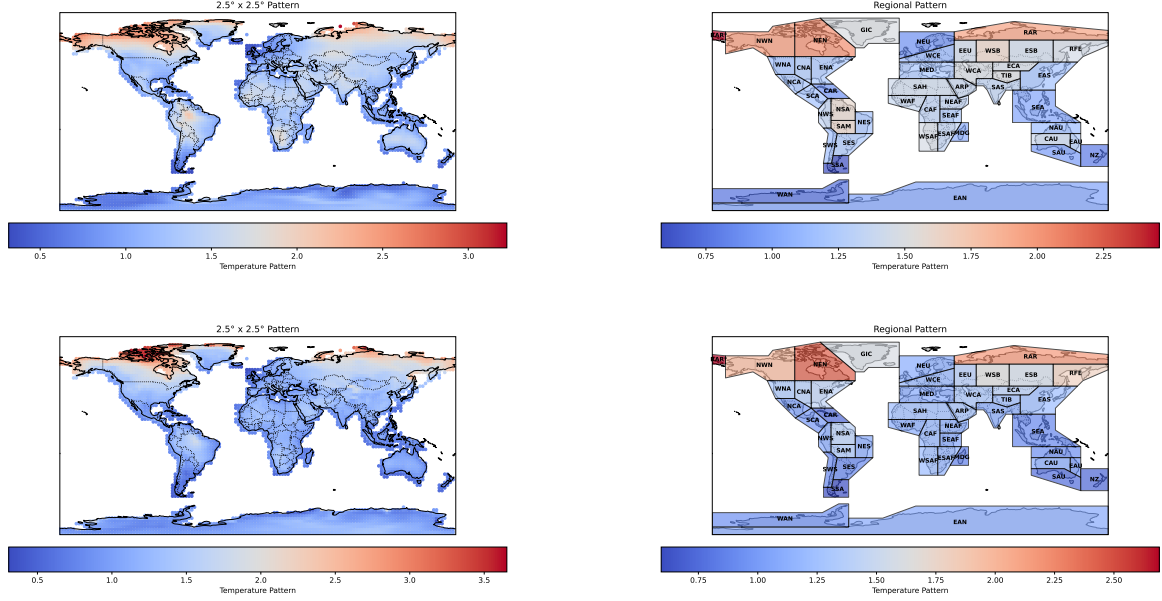 2.5° x 2.5° Pattern
0.5 1.0 1.5 2.0 2.5 3.0
Temperature Pattern
Regional Pattern
GIC
RAR
NWN NEN
NEU
EEU WSB ESB RFE
WCE
WNA CNA ENA
MED WCA ECA
TIB EAS
NCA CAR
SAH ARP SAS
SCA
WAF NEAF
NWS NSA CAF SEA
NES SEAF
SAM NAU
WSAF ESAF MDG CAU EAU
SWS SES
SAU NZ
SSA
WAN EAN
0.75 1.00 1.25 1.50 1.75 2.00 2.25
Temperature Pattern
2.5° x 2.5° Pattern
0.5 1.0 1.5 2.0 2.5 3.0 3.5
Temperature Pattern
Regional Pattern
GIC
RAR
NWN NEN
NEU
EEU WSB ESB RFE
WCE
WNA CNA ENA
MED WCA ECA
TIB EAS
NCA CAR
SAH ARP SAS
SCA
WAF NEAF
NWS NSA CAF SEA
NES SEAF
SAM NAU
WSAF ESAF MDG CAU EAU
SWS SES
SAU NZ
SSA
WAN EAN
0.75 1.00 1.25 1.50 1.75 2.00 2.25 2.50
Temperature Pattern